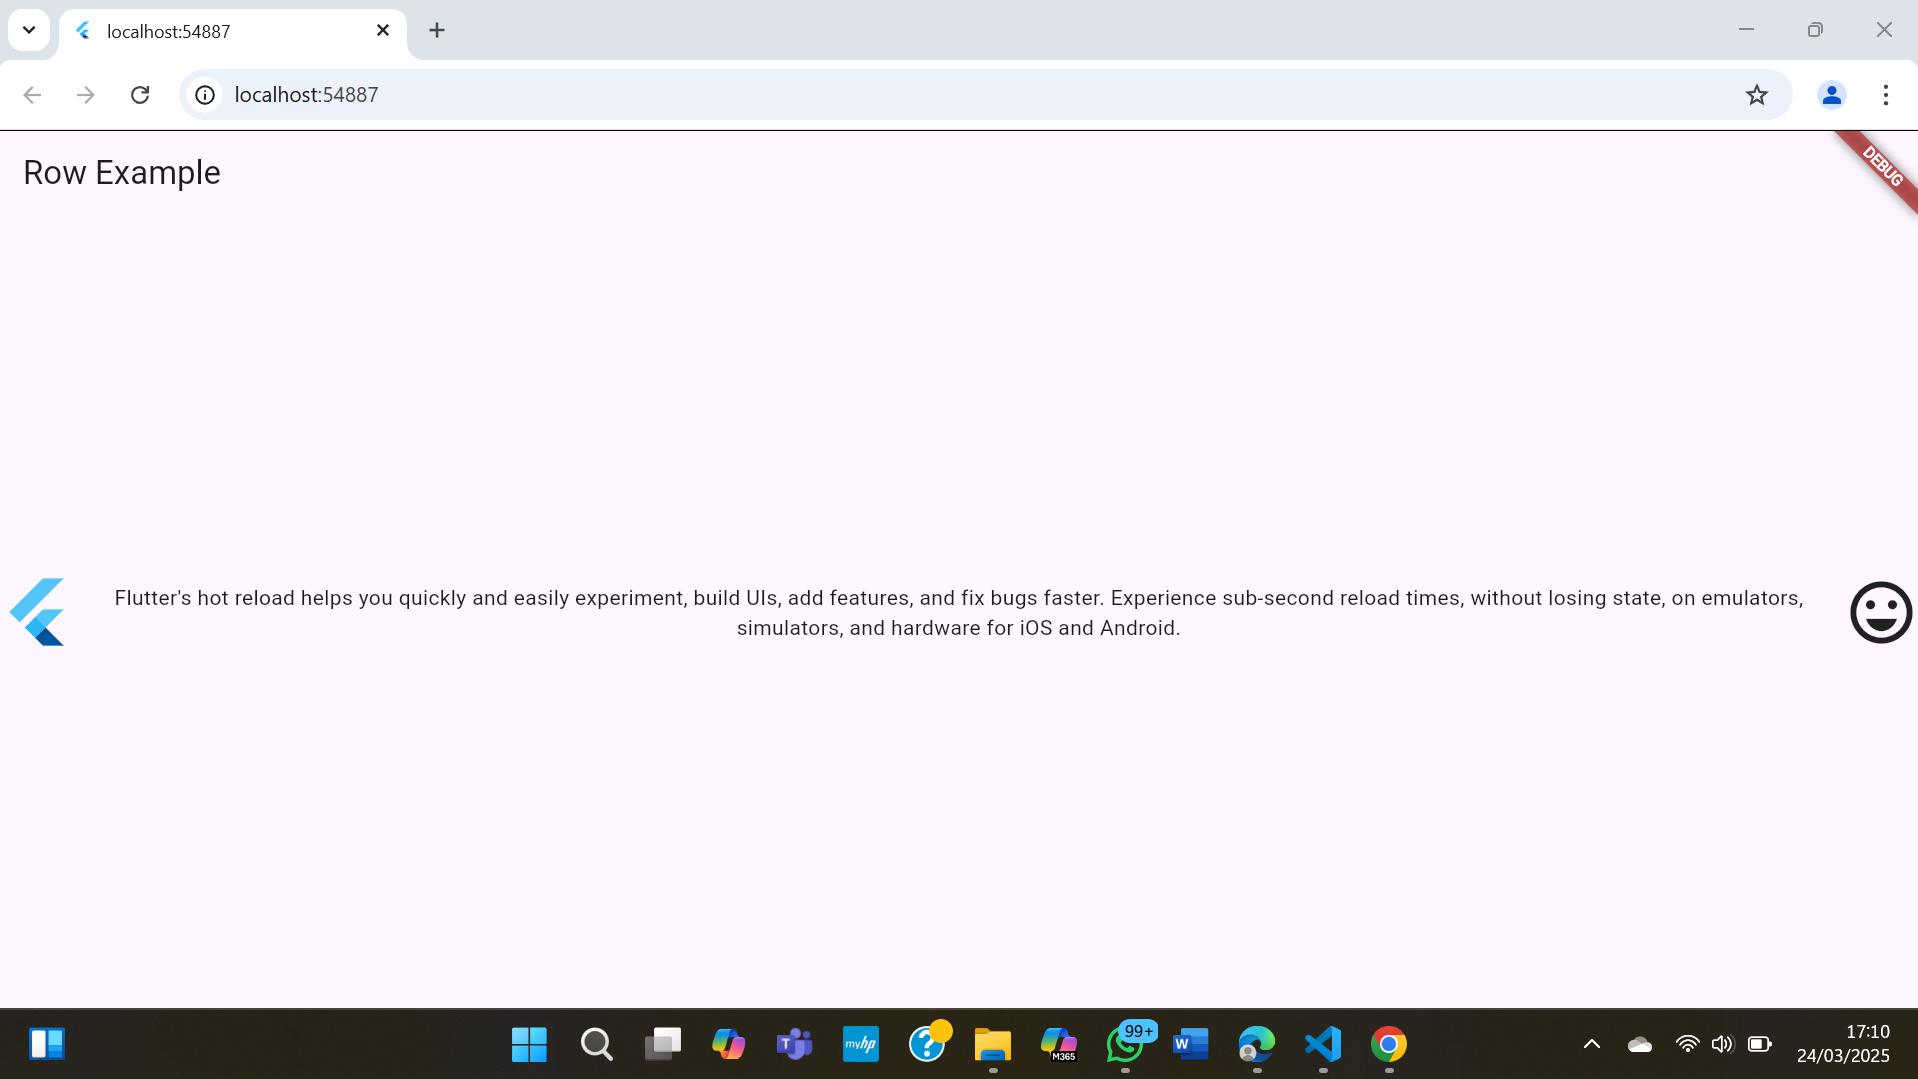 localhost:54887
localhost:54887
Row Example
DEBUG
Flutter's hot reload helps you quickly and easily experiment, build UIs, add features, and fix bugs faster. Experience sub-second reload times, without losing state, on emulators,
simulators, and hardware for iOS and Android.
T
myhp
?
M365
99+
W
17:10
24/03/2025